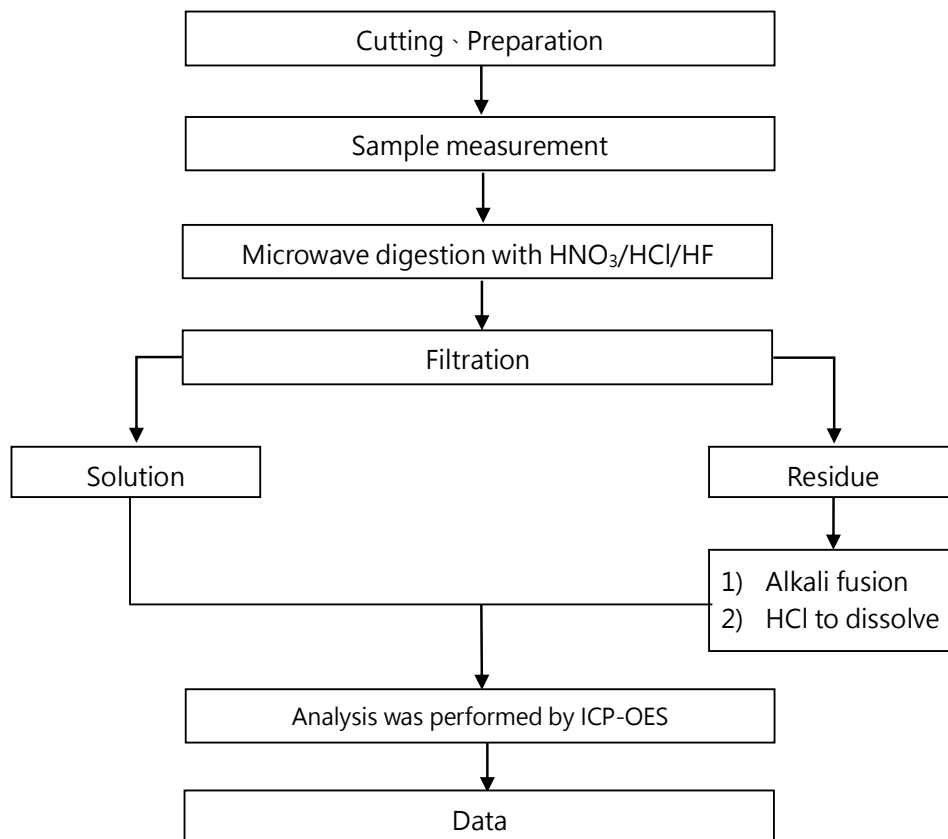 Cutting、Preparation
Sample measurement
Microwave digestion with HNO₃/HCl/HF
Filtration
Solution
Residue
1) Alkali fusion
2) HCl to dissolve
Analysis was performed by ICP-OES
Data